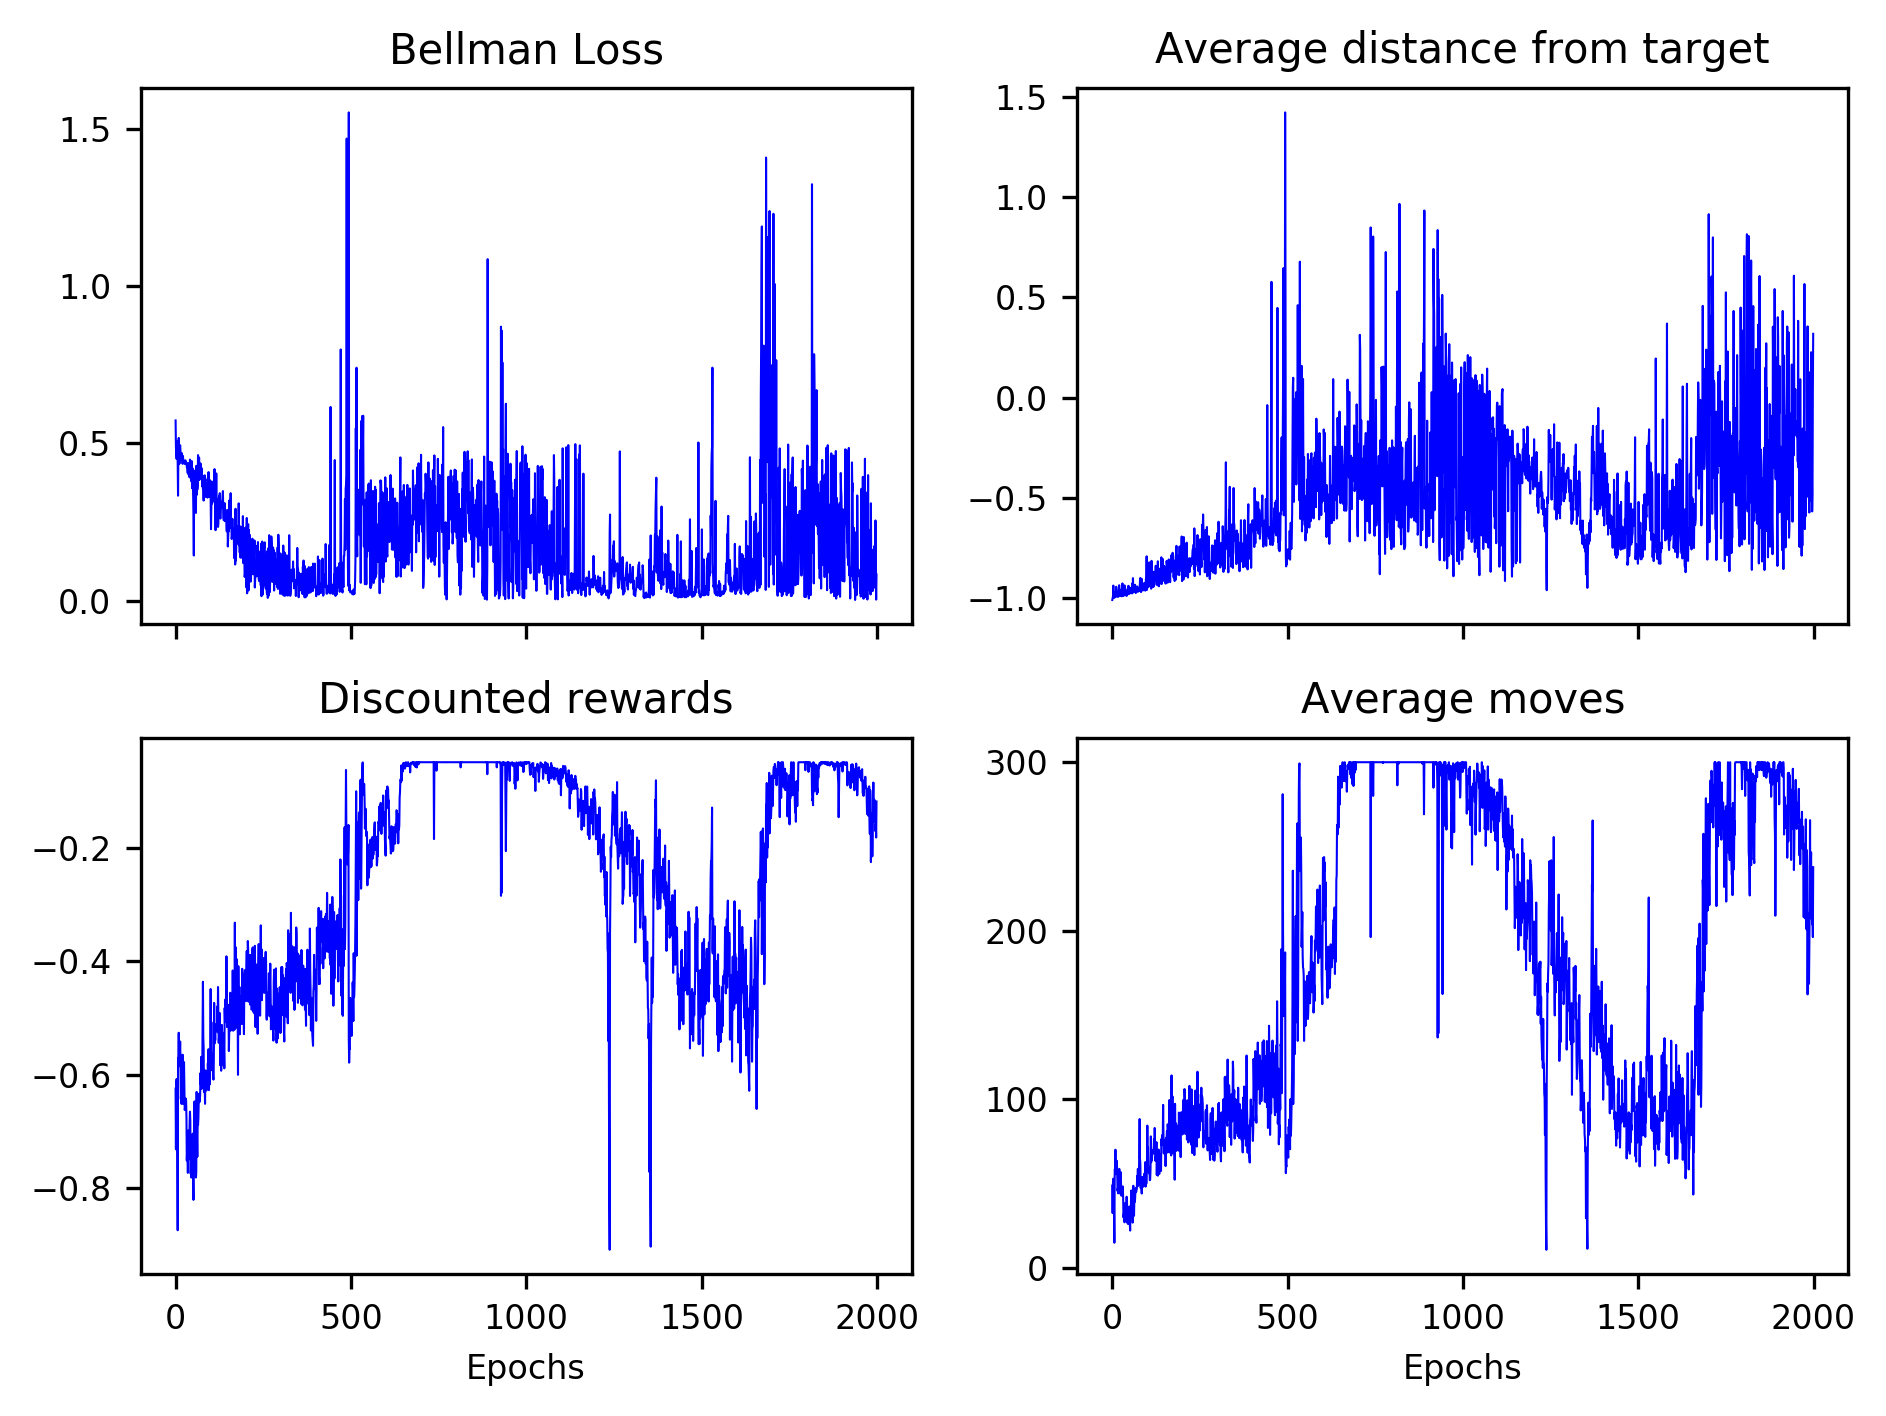 Bellman Loss
1.5
1.0
0.5
0.0
Average distance from target
1.5
1.0
0.5
0.0
−0.5
−1.0
Discounted rewards
−0.2
−0.4
−0.6
−0.8
0 500 1000 1500 2000
Epochs
Average moves
300
200
100
0
0 500 1000 1500 2000
Epochs